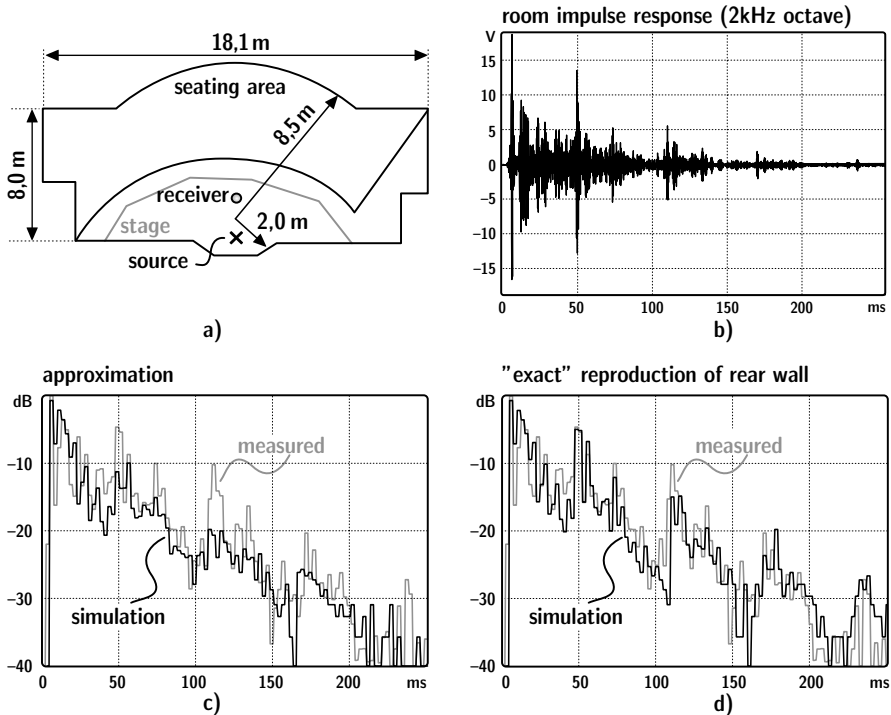 18,1 m
seating area
8,5 m
8,0 m
receiver
stage
2,0 m
source
a)
room impulse response (2kHz octave)
V
15
10
5
0
−5
−10
−15
0 50 100 150 200 ms
b)
approximation
dB
−10
−20
−30
−40
measured
simulation
0 50 100 150 200 ms
c)
"exact" reproduction of rear wall
dB
−10
−20
−30
−40
measured
simulation
0 50 100 150 200 ms
d)